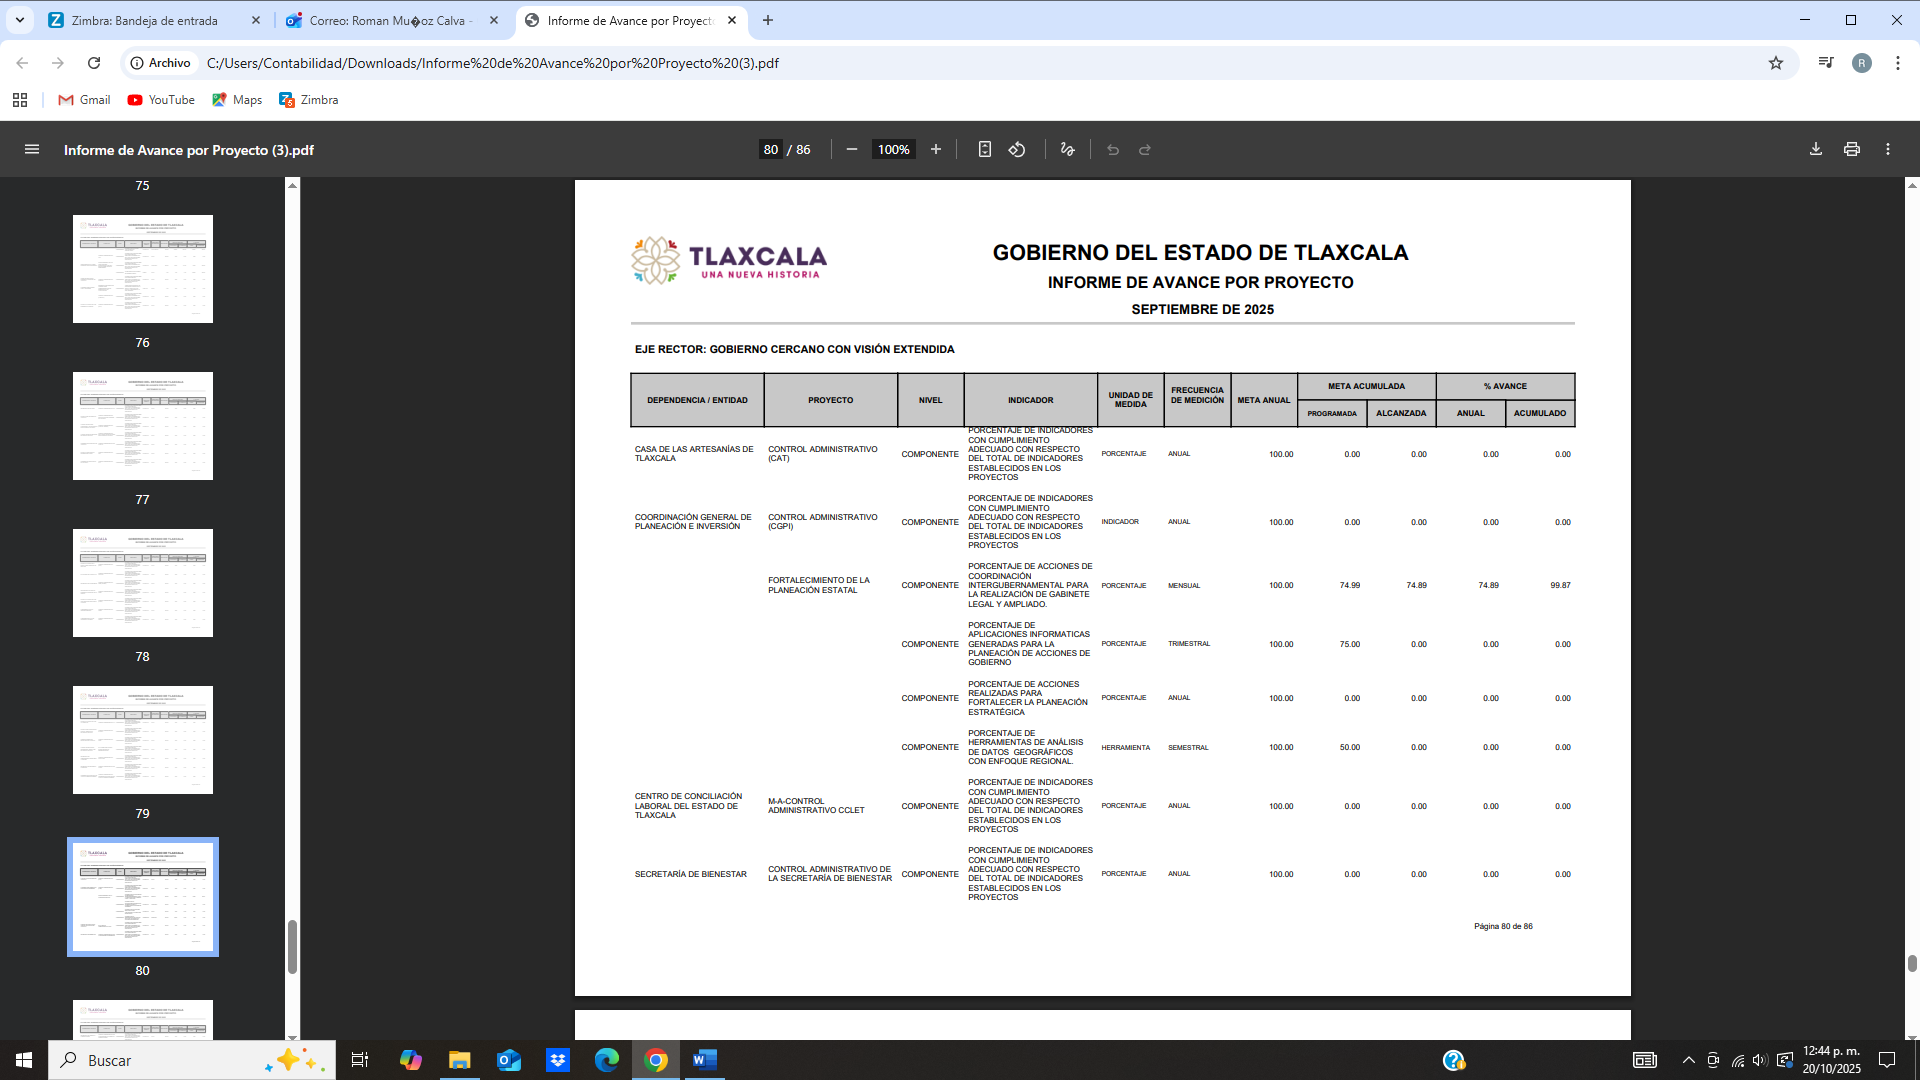 Zimbra: Bandeja de entrada
Correo: Roman Mu�oz Calva -
Informe de Avance por Proyecto
Archivo
C:/Users/Contabilidad/Downloads/Informe%20de%20Avance%20por%20Proyecto%20(3).pdf
R
Gmail
YouTube
Maps
Zimbra
Informe de Avance por Proyecto (3).pdf
80 / 86
100%
75
76
77
78
79
80
TLAXCALA
UNA NUEVA HISTORIA
GOBIERNO DEL ESTADO DE TLAXCALA
INFORME DE AVANCE POR PROYECTO
SEPTIEMBRE DE 2025
EJE RECTOR: GOBIERNO CERCANO CON VISIÓN EXTENDIDA
DEPENDENCIA / ENTIDAD
PROYECTO
NIVEL
INDICADOR
UNIDAD DE
MEDIDA
FRECUENCIA
DE MEDICIÓN
META ANUAL
META ACUMULADA
PROGRAMADA
ALCANZADA
% AVANCE
ANUAL
ACUMULADO
CASA DE LAS ARTESANÍAS DE
TLAXCALA
CONTROL ADMINISTRATIVO
(CAT)
COMPONENTE
PORCENTAJE DE INDICADORES
CON CUMPLIMIENTO
ADECUADO CON RESPECTO
DEL TOTAL DE INDICADORES
ESTABLECIDOS EN LOS
PROYECTOS
PORCENTAJE
ANUAL
100.00
0.00
0.00
0.00
0.00
COORDINACIÓN GENERAL DE
PLANEACIÓN E INVERSIÓN
CONTROL ADMINISTRATIVO
(CGPI)
COMPONENTE
PORCENTAJE DE INDICADORES
CON CUMPLIMIENTO
ADECUADO CON RESPECTO
DEL TOTAL DE INDICADORES
ESTABLECIDOS EN LOS
PROYECTOS
INDICADOR
ANUAL
100.00
0.00
0.00
0.00
0.00
FORTALECIMIENTO DE LA
PLANEACIÓN ESTATAL
COMPONENTE
PORCENTAJE DE ACCIONES DE
COORDINACIÓN
INTERGUBERNAMENTAL PARA
LA REALIZACIÓN DE GABINETE
LEGAL Y AMPLIADO.
PORCENTAJE
MENSUAL
100.00
74.99
74.89
74.89
99.87
COMPONENTE
PORCENTAJE DE
APLICACIONES INFORMATICAS
GENERADAS PARA LA
PLANEACIÓN DE ACCIONES DE
GOBIERNO
PORCENTAJE
TRIMESTRAL
100.00
75.00
0.00
0.00
0.00
COMPONENTE
PORCENTAJE DE ACCIONES
REALIZADAS PARA
FORTALECER LA PLANEACIÓN
ESTRATÉGICA
PORCENTAJE
ANUAL
100.00
0.00
0.00
0.00
0.00
COMPONENTE
PORCENTAJE DE
HERRAMIENTAS DE ANÁLISIS
DE DATOS GEOGRÁFICOS
CON ENFOQUE REGIONAL.
HERRAMIENTA
SEMESTRAL
100.00
50.00
0.00
0.00
0.00
CENTRO DE CONCILIACIÓN
LABORAL DEL ESTADO DE
TLAXCALA
M-A-CONTROL
ADMINISTRATIVO CCLET
COMPONENTE
PORCENTAJE DE INDICADORES
CON CUMPLIMIENTO
ADECUADO CON RESPECTO
DEL TOTAL DE INDICADORES
ESTABLECIDOS EN LOS
PROYECTOS
PORCENTAJE
ANUAL
100.00
0.00
0.00
0.00
0.00
SECRETARÍA DE BIENESTAR
CONTROL ADMINISTRATIVO DE
LA SECRETARÍA DE BIENESTAR
COMPONENTE
PORCENTAJE DE INDICADORES
CON CUMPLIMIENTO
ADECUADO CON RESPECTO
DEL TOTAL DE INDICADORES
ESTABLECIDOS EN LOS
PROYECTOS
PORCENTAJE
ANUAL
100.00
0.00
0.00
0.00
0.00
Página 80 de 86
Buscar
12:44 p. m.
20/10/2025